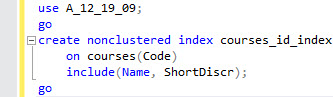 use A_12_19_09;
go
create nonclustered index courses_id_index
on courses(Code)
include(Name, ShortDiscr);
go